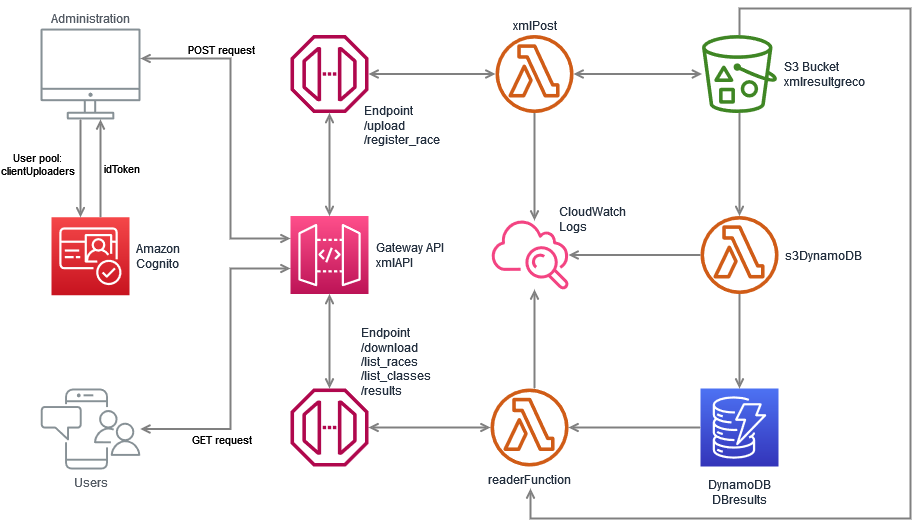 Administration
xmlPost
POST request
S3 Bucket
xmlresultgreco
Endpoint
/upload
/register_race
User pool:
clientUploaders
idToken
CloudWatch
Logs
Amazon
Cognito
Gateway API
xmlAPI
s3DynamoDB
Endpoint
/download
/list_races
/list_classes
/results
GET request
Users
readerFunction
DynamoDB
DBresults